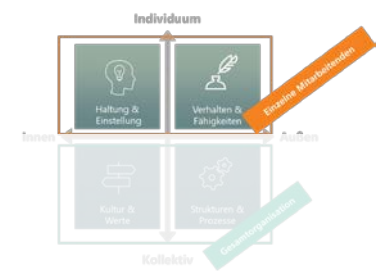 Individuum
Haltung &
Einstellung
Verhalten &
Fähigkeiten
Einzelne Mitarbeitenden
Innen
Außen
Kultur &
Werte
Strukturen &
Prozesse
Gesamtorganisation
Kollektiv